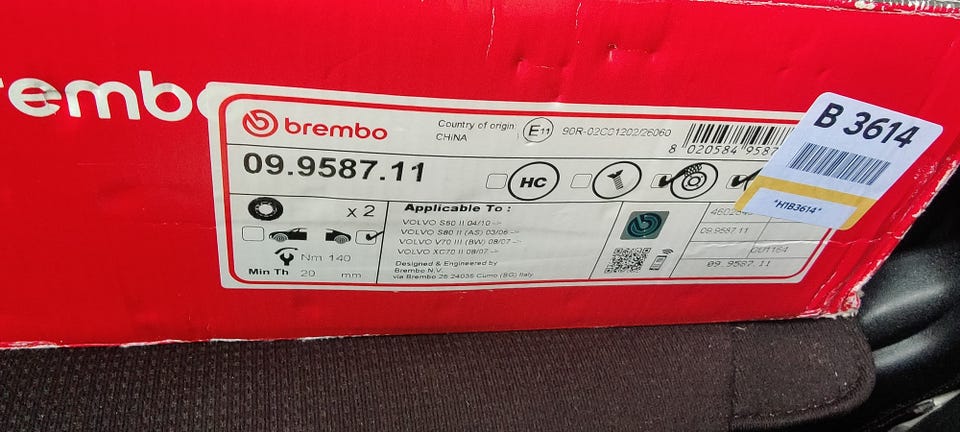 brembo
brembo
Country of origin:
CHINA
E11
90R-02C01202/26060
8 020584 9587
09.9587.11
HC
x 2
Nm 140
Min Th 20 mm
Applicable To :
VOLVO S60 II 04/10 ->
VOLVO S80 II (AS) 03/06 ->
VOLVO V70 III (BW) 08/07 ->
VOLVO XC70 II 08/07 ->
Designed & Engineered by
Brembo N.V.
via Brembo 25 24035 Curno (BG) Italy
09.9587.11
09.9587.11
B 3614
*H1B3614*